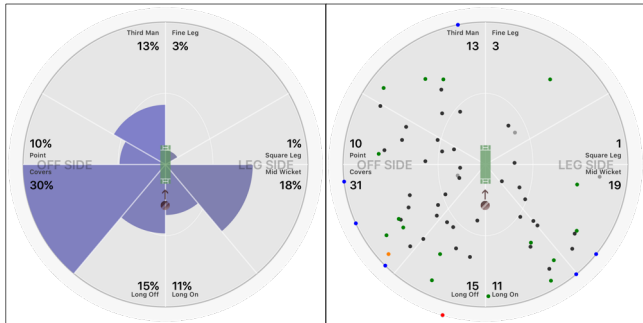 Third Man
13%
Fine Leg
3%
10%
Point
OFF SIDE
Covers
30%
1%
Square Leg
LEG SIDE
Mid Wicket
18%
15%
Long Off
11%
Long On
Third Man
13
Fine Leg
3
10
Point
OFF SIDE
Covers
31
1
Square Leg
LEG SIDE
Mid Wicket
19
15
Long Off
11
Long On